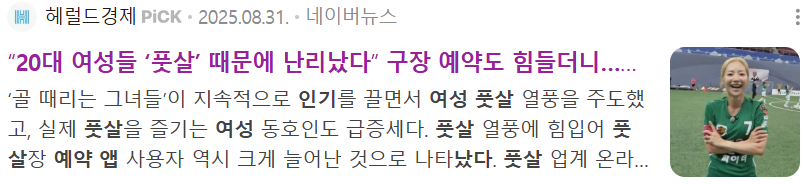 헤럴드경제 PiCK · 2025.08.31. · 네이버뉴스
“20대 여성들 ‘풋살’ 때문에 난리났다” 구장 예약도 힘들더니……
‘골 때리는 그녀들’이 지속적으로 인기를 끌면서 여성 풋살 열풍을 주도했
고, 실제 풋살을 즐기는 여성 동호인도 급증세다. 풋살 열풍에 힘입어 풋
살장 예약 앱 사용자 역시 크게 늘어난 것으로 나타났다. 풋살 업계 온라...
7